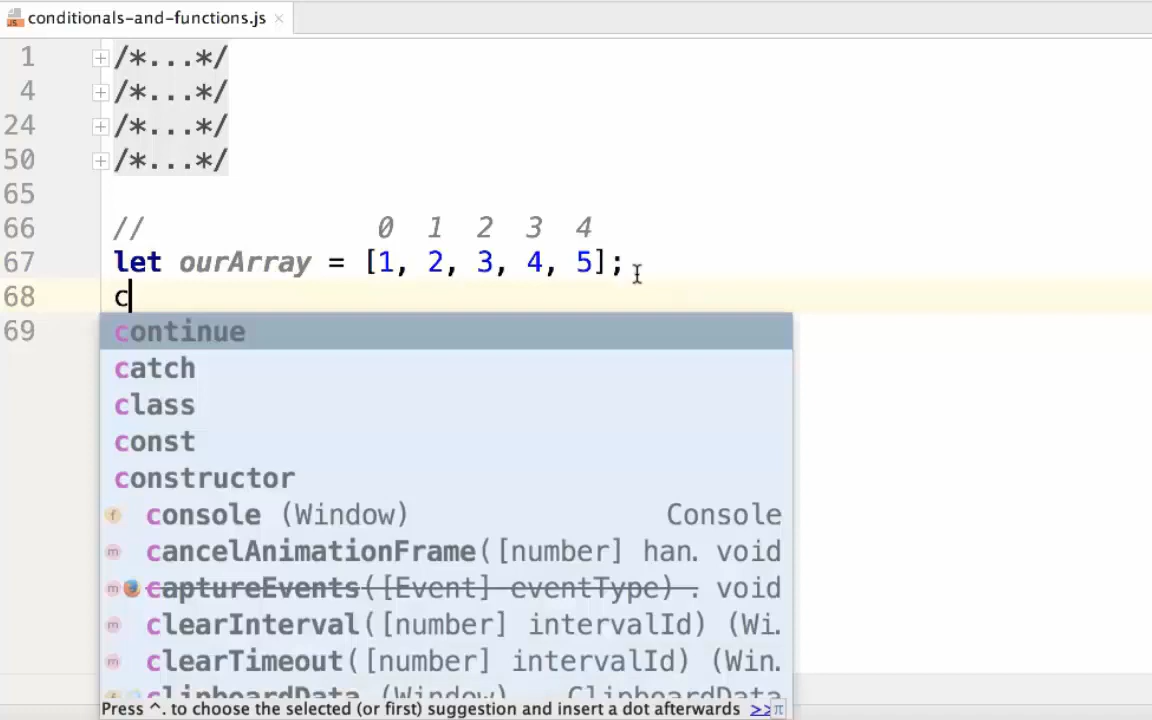 conditionals-and-functions.js
1 /*...*/
4 /*...*/
24 /*...*/
50 /*...*/
65
66 // 0 1 2 3 4
67 let ourArray = [1, 2, 3, 4, 5];
68 c
69
continue
catch
class
const
constructor
console (Window) Console
cancelAnimationFrame([number] han. void
captureEvents([Event] eventType) . void
clearInterval([number] intervalId) (Wi.
clearTimeout([number] intervalId) (Win.
clipboardData (Window) ClipboardData
Press ^. to choose the selected (or first) suggestion and insert a dot afterwards >> π